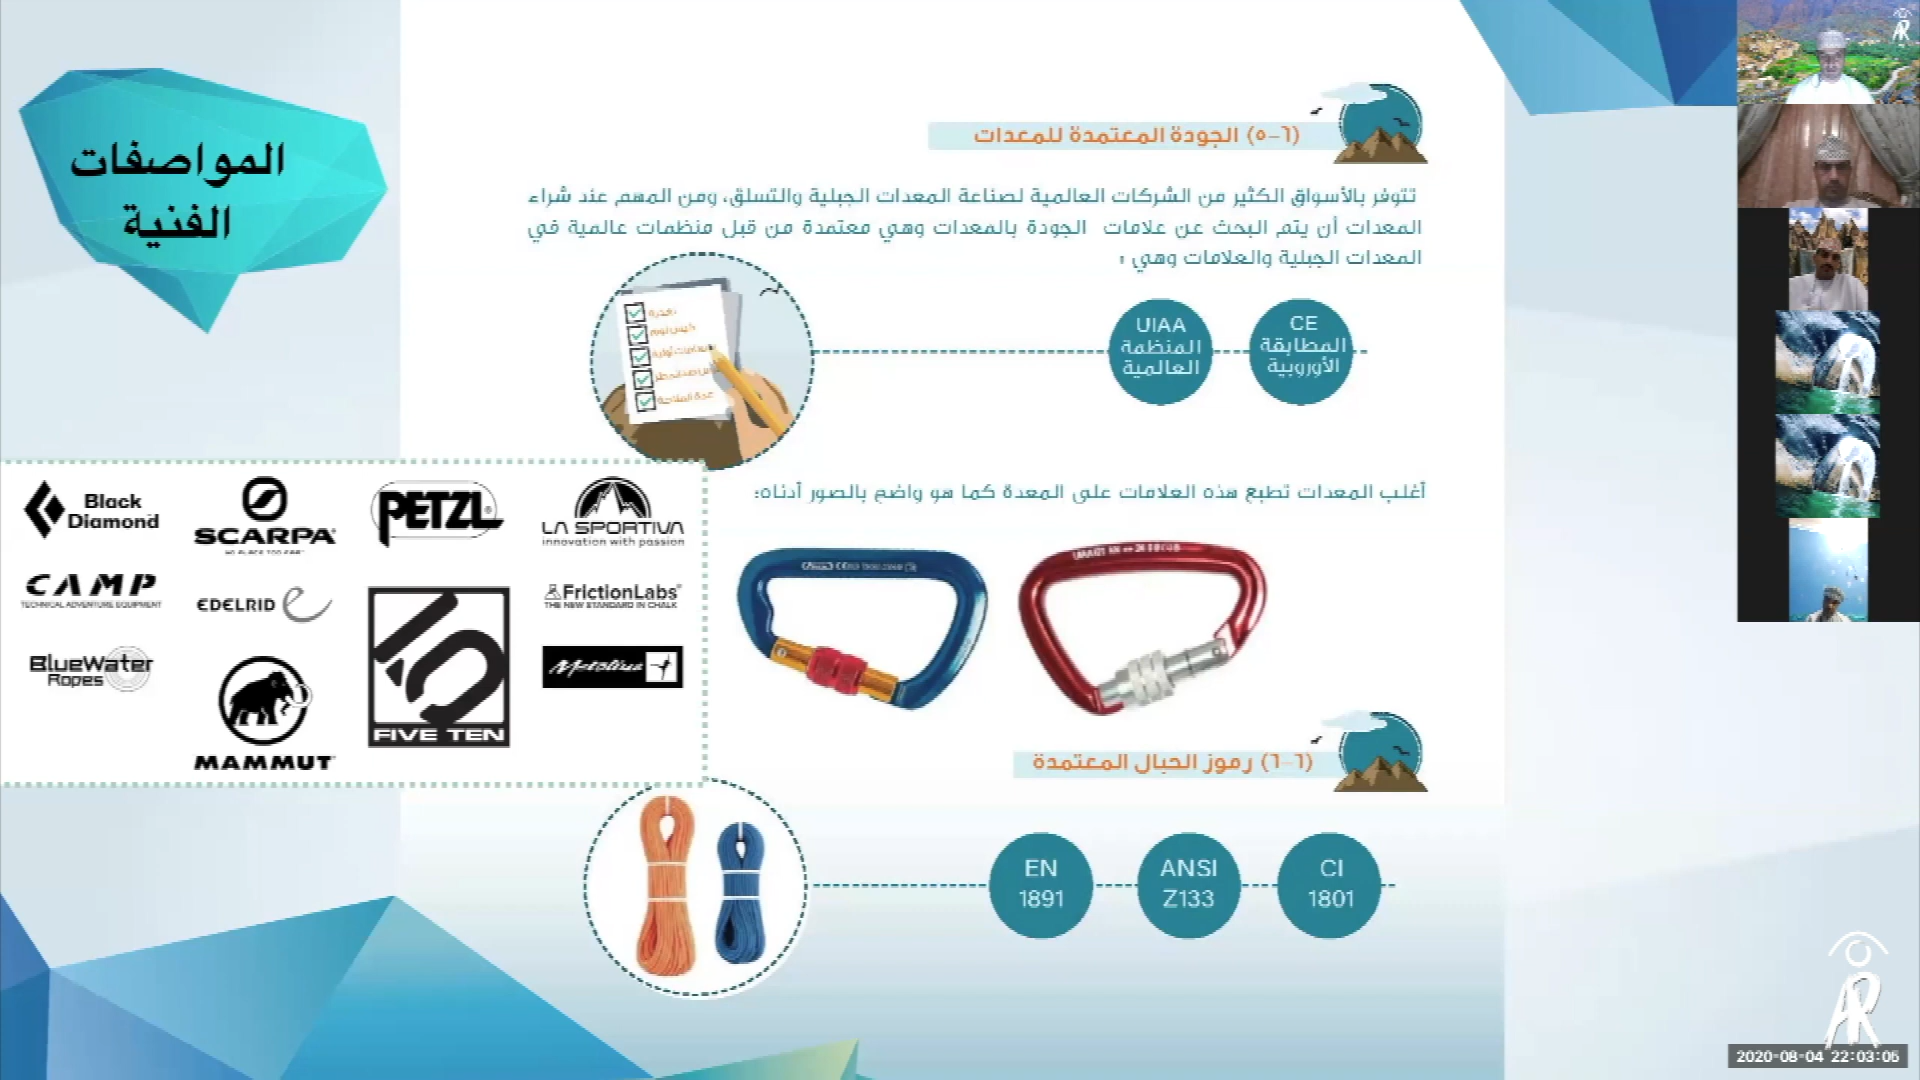 المواصفات
الفنية
(٦-٥) الجودة المعتمدة للمعدات
تتوفر بالأسواق الكثير من الشركات العالمية لصناعة المعدات الجبلية والتسلق، ومن المهم عند شراء
المعدات أن يتم البحث عن علامات الجودة بالمعدات وهي معتمدة من قبل منظمات عالمية في
المعدات الجبلية والعلامات وهي :
CE
المطابقة
الأوروبية
UIAA
المنظمة
العالمية
أغلب المعدات تطبع هذه العلامات على المعدة كما هو واضح بالصور أدناه:
Black
Diamond
SCARPA
PETZL
LA SPORTIVA
innovation with passion
CAMP
TECHNICAL ADVENTURE EQUIPMENT
EDELRID
FrictionLabs
THE NEW STANDARD IN CHALK
BlueWater
Ropes
MAMMUT
FIVE TEN
Metolius
(٦-٦) رموز الحبال المعتمدة
CI
1801
ANSI
Z133
EN
1891
2020-08-04 22:03:05